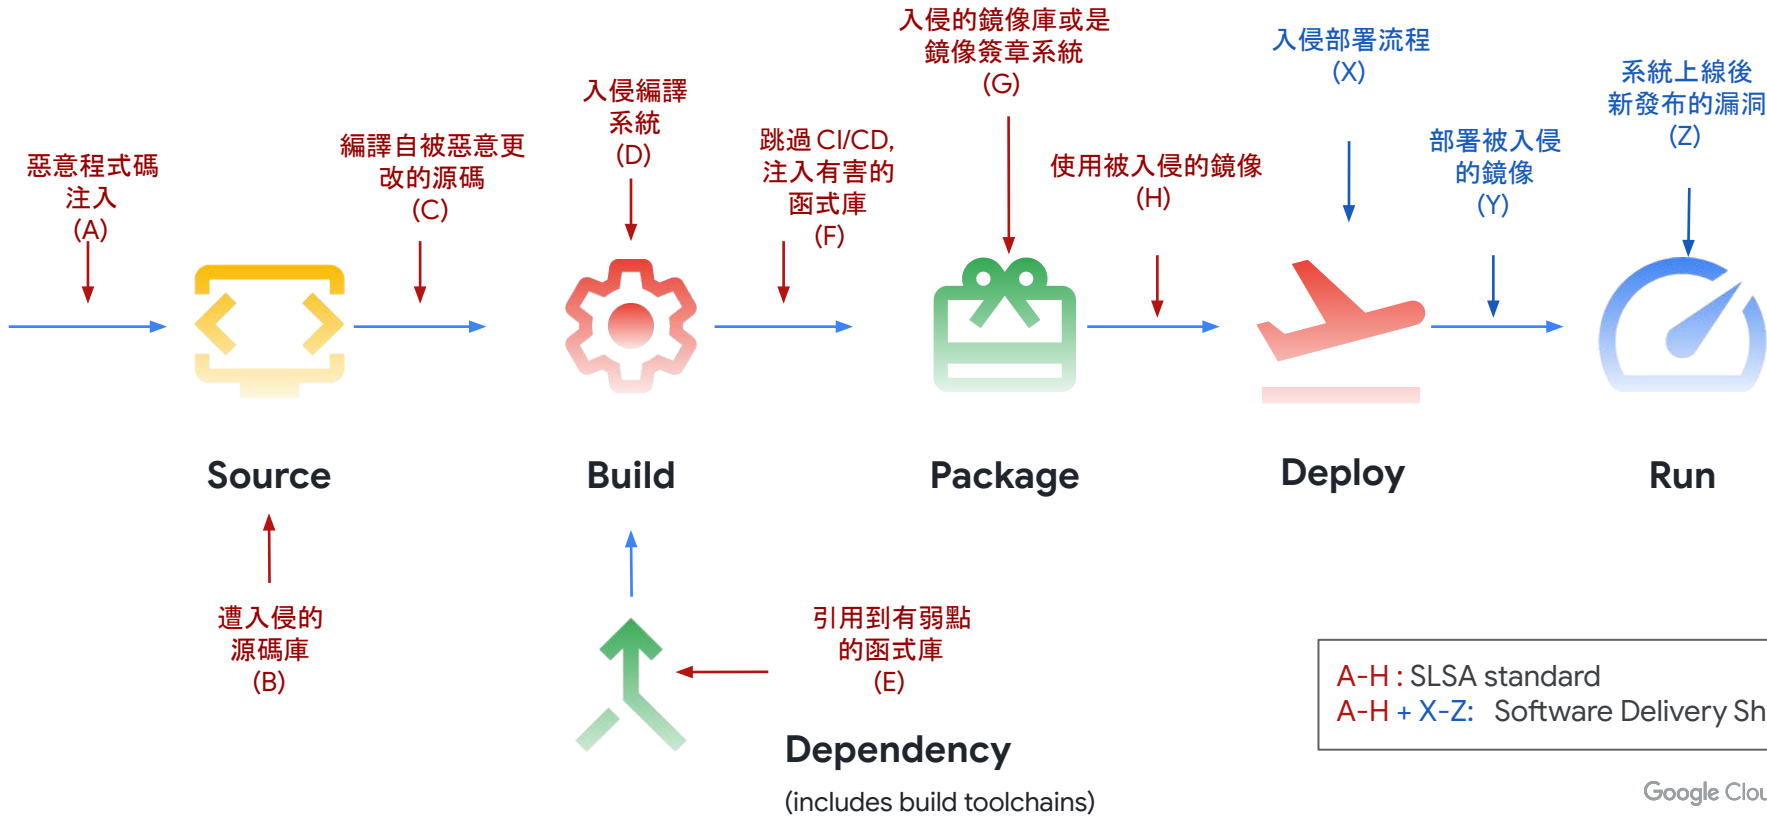 惡意程式碼
注入
(A)
編譯自被惡意更
改的源碼
(C)
入侵編譯
系統
(D)
跳過 CI/CD,
注入有害的
函式庫
(F)
入侵的鏡像庫或是
鏡像簽章系統
(G)
使用被入侵的鏡像
(H)
入侵部署流程
(X)
部署被入侵
的鏡像
(Y)
系統上線後
新發布的漏洞
(Z)
Source
Build
Package
Deploy
Run
遭入侵的
源碼庫
(B)
引用到有弱點
的函式庫
(E)
Dependency
(includes build toolchains)
A-H : SLSA standard
A-H + X-Z: Software Delivery Sh
Google Clou